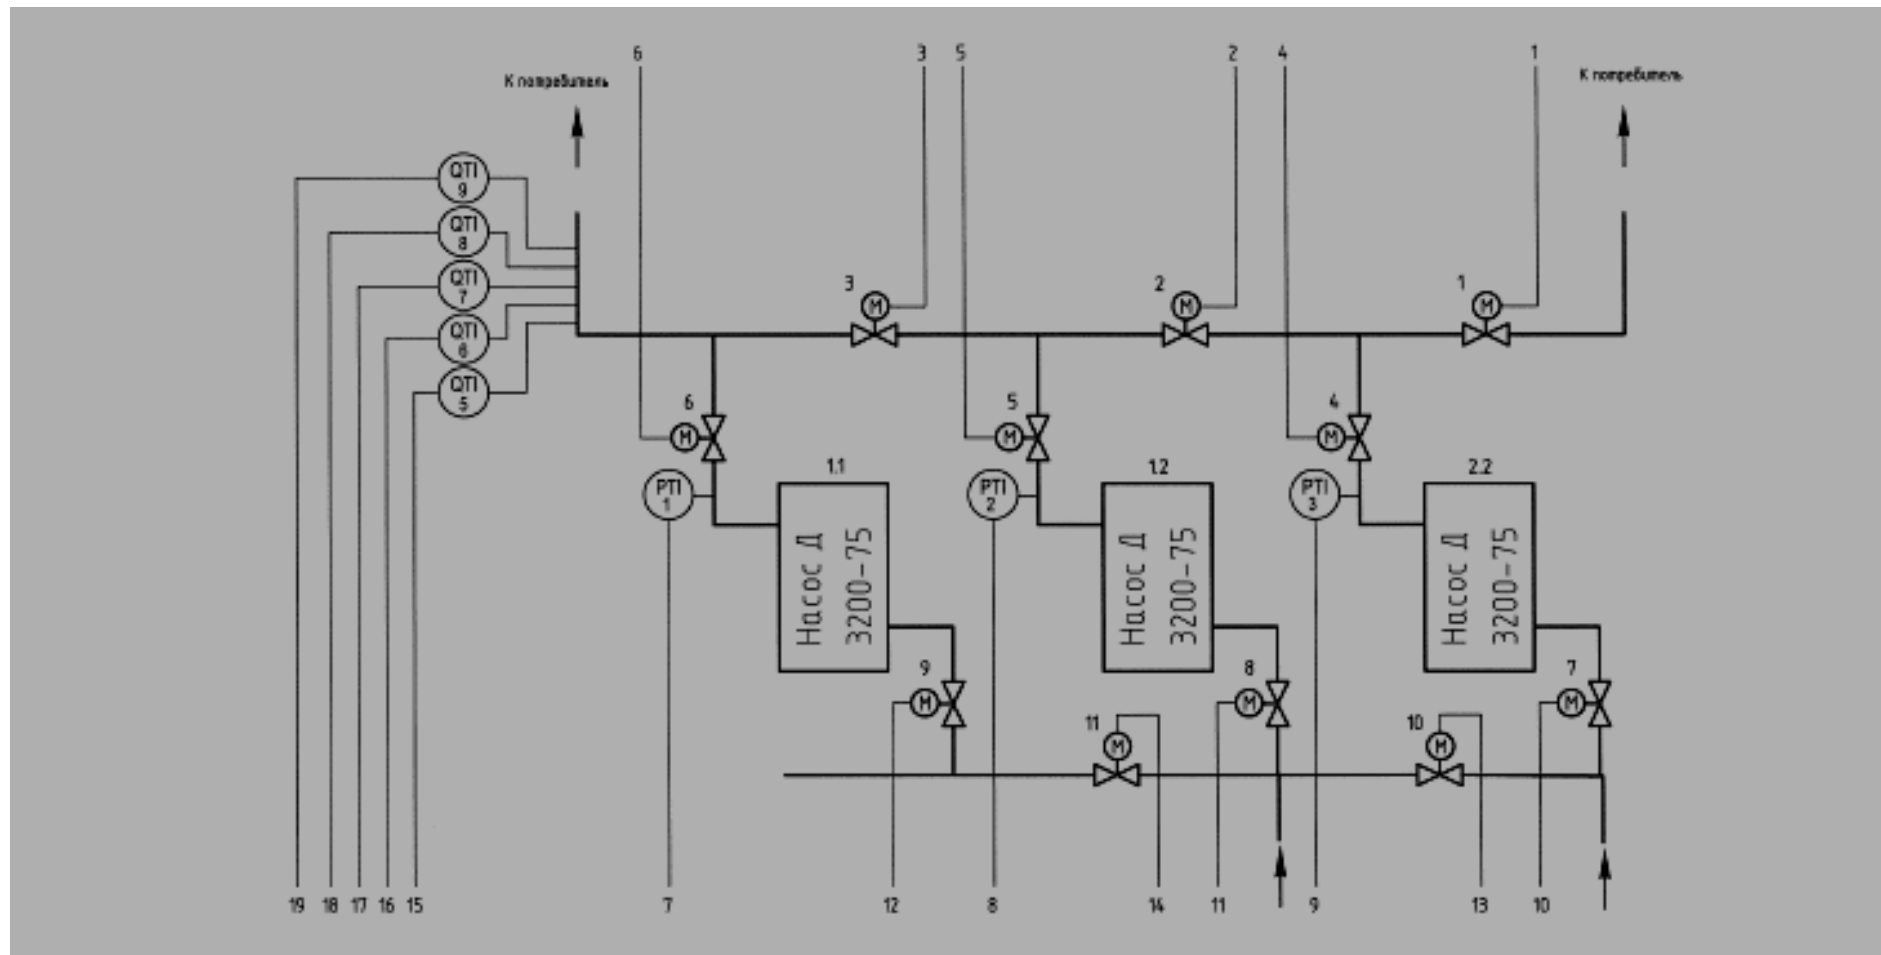 6 3 5 2 4 1
К потребитель К потребитель
QTI
9
QTI
8
QTI
7
QTI
6
QTI
5
3 M 2 M 1 M
6 5 4
M M M
1.1 1.2 2.2
PTI
1
PTI
2
PTI
3
Насос Д
3200-75
Насос Д
3200-75
Насос Д
3200-75
9 8 7
M M M
11 10
M M
19 18 17 16 15 7 12 8 14 11 9 13 10